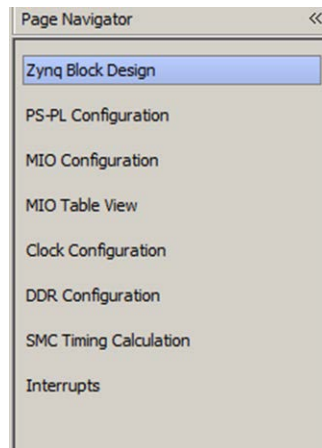 Page Navigator «
Zynq Block Design
PS-PL Configuration
MIO Configuration
MIO Table View
Clock Configuration
DDR Configuration
SMC Timing Calculation
Interrupts